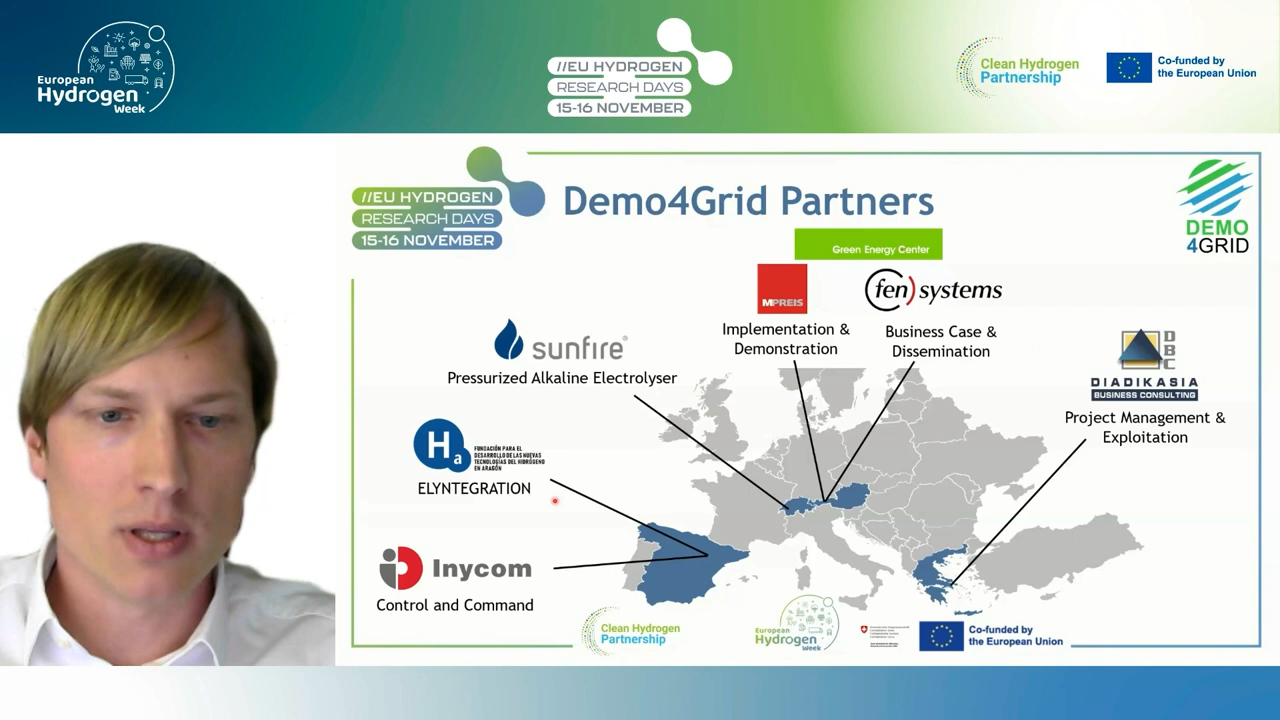 European
Hydrogen
Week
//EU HYDROGEN
RESEARCH DAYS
15-16 NOVEMBER
Clean Hydrogen
Partnership
Co-funded by
the European Union
//EU HYDROGEN
RESEARCH DAYS
15-16 NOVEMBER
Demo4Grid Partners
DEMO
4GRID
Green Energy Center
MPREIS
fen systems
Implementation &
Demonstration
Business Case &
Dissemination
sunfire®
Pressurized Alkaline Electrolyser
DBC
DIADIKASIA
BUSINESS CONSULTING
Project Management &
Exploitation
Ha
FUNDACIÓN PARA EL
DESARROLLO DE LAS NUEVAS
TECNOLOGÍAS DEL HIDRÓGENO
EN ARAGÓN
ELYNTEGRATION
Inycom
Control and Command
Clean Hydrogen
Partnership
European
Hydrogen
Week
Co-funded by
the European Union